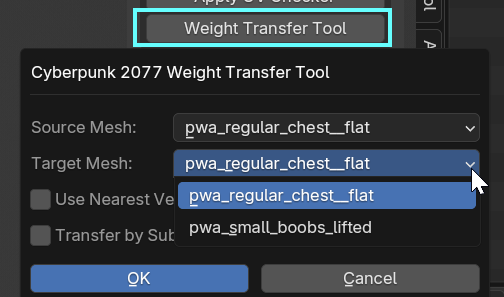 Apply UV Checker
Weight Transfer Tool
Cyberpunk 2077 Weight Transfer Tool
Source Mesh:
pwa_regular_chest__flat
Target Mesh:
pwa_regular_chest__flat
Use Nearest Ve
pwa_regular_chest__flat
pwa_small_boobs_lifted
Transfer by Sub
OK
Cancel